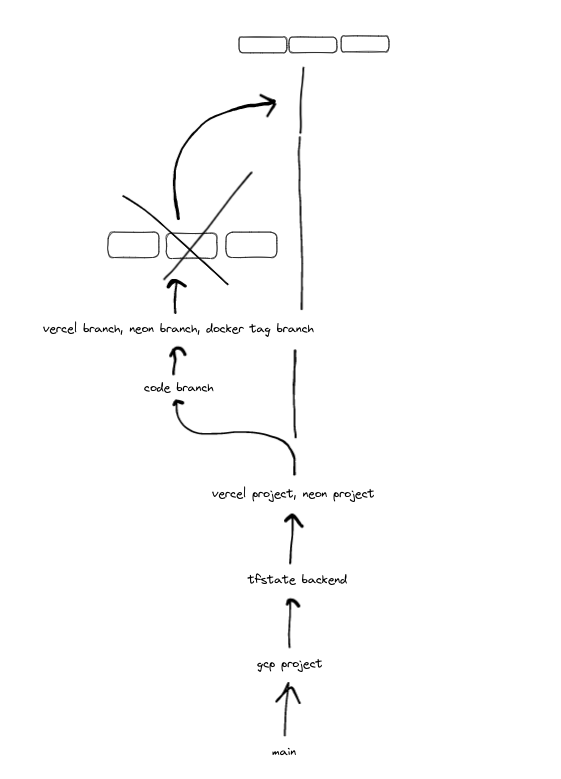 vercel branch, neon branch, docker tag branch
code branch
vercel project, neon project
tfstate backend
gcp project
main